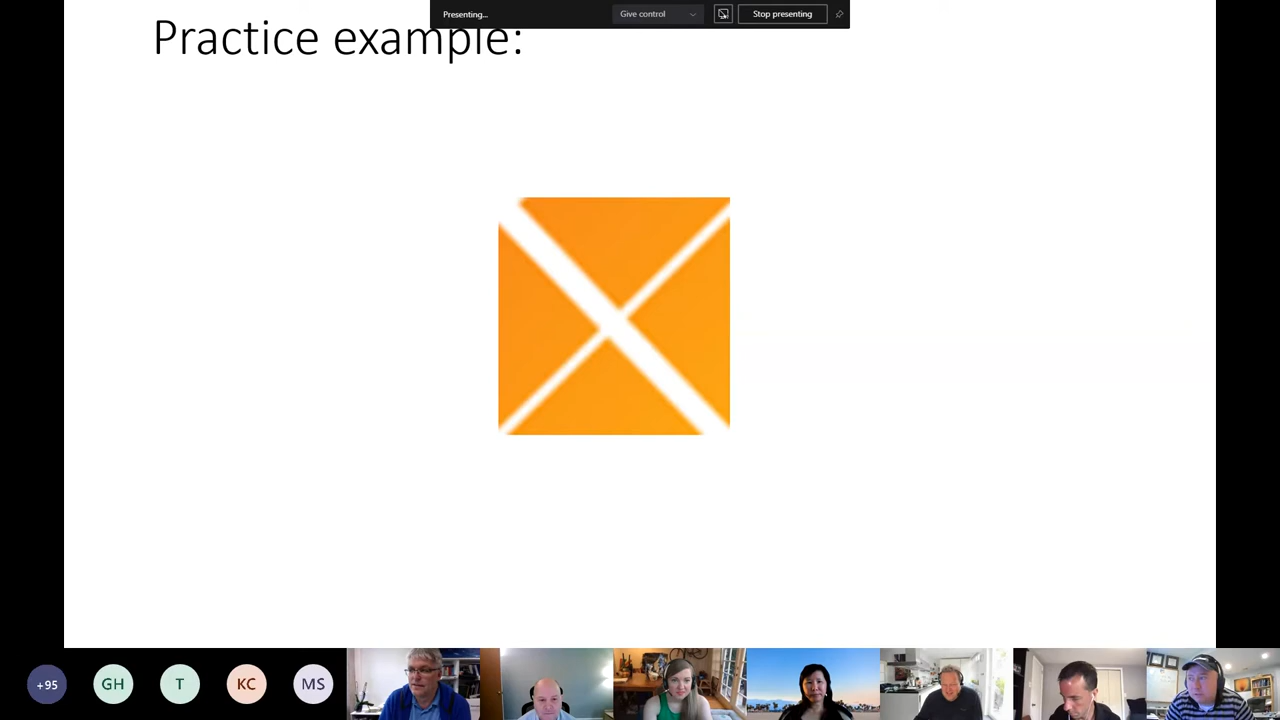 Presenting...
Give control
Stop presenting
Practice example:
+95
GH
T
KC
MS